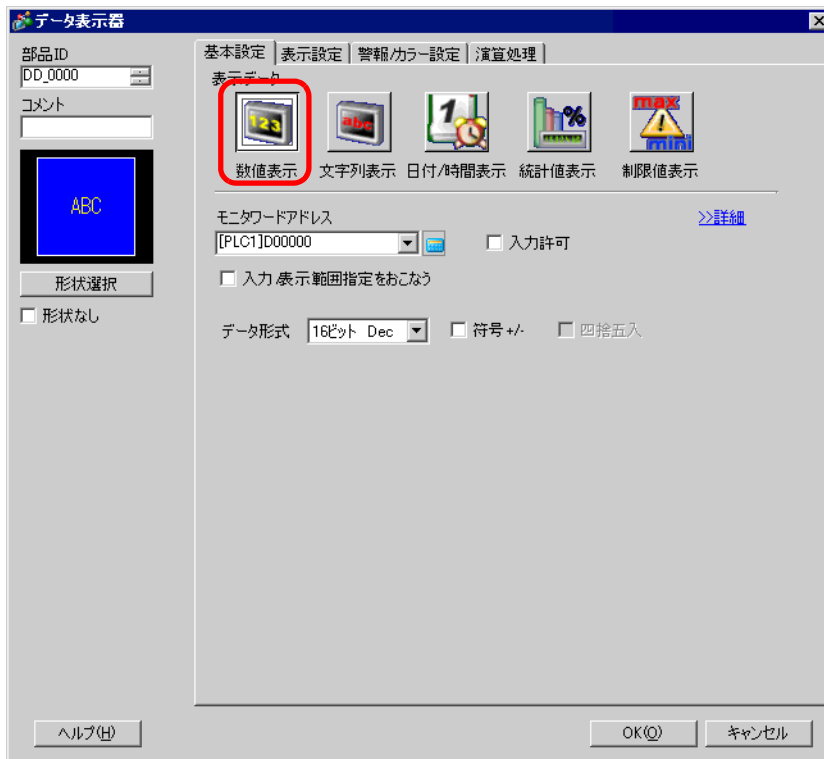 データ表示器
部品ID
DD_0000
コメント
ABC
形状選択
形状なし
基本設定 表示設定 警報/カラー設定 演算処理
表示データ
123 abc 1 % max mini
数値表示 文字列表示 日付/時間表示 統計値表示 制限値表示
モニタワードアドレス >>詳細
[PLC1]D00000 入力許可
入力/表示範囲指定をおこなう
データ形式 16ビット Dec 符号+/- 四捨五入
ヘルプ(H) OK(O) キャンセル